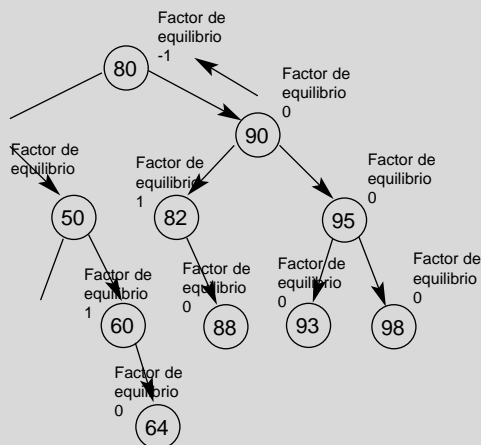 Factor de
equilibrio
-1
80
Factor de
equilibrio
0
90
Factor de
equilibrio
50
Factor de
equilibrio
1
82
Factor de
equilibrio
0
95
Factor de
equilibrio
1
60
Factor de
equilibrio
0
88
Factor de
equilibrio
0
93
Factor de
equilibrio
0
98
Factor de
equilibrio
0
64